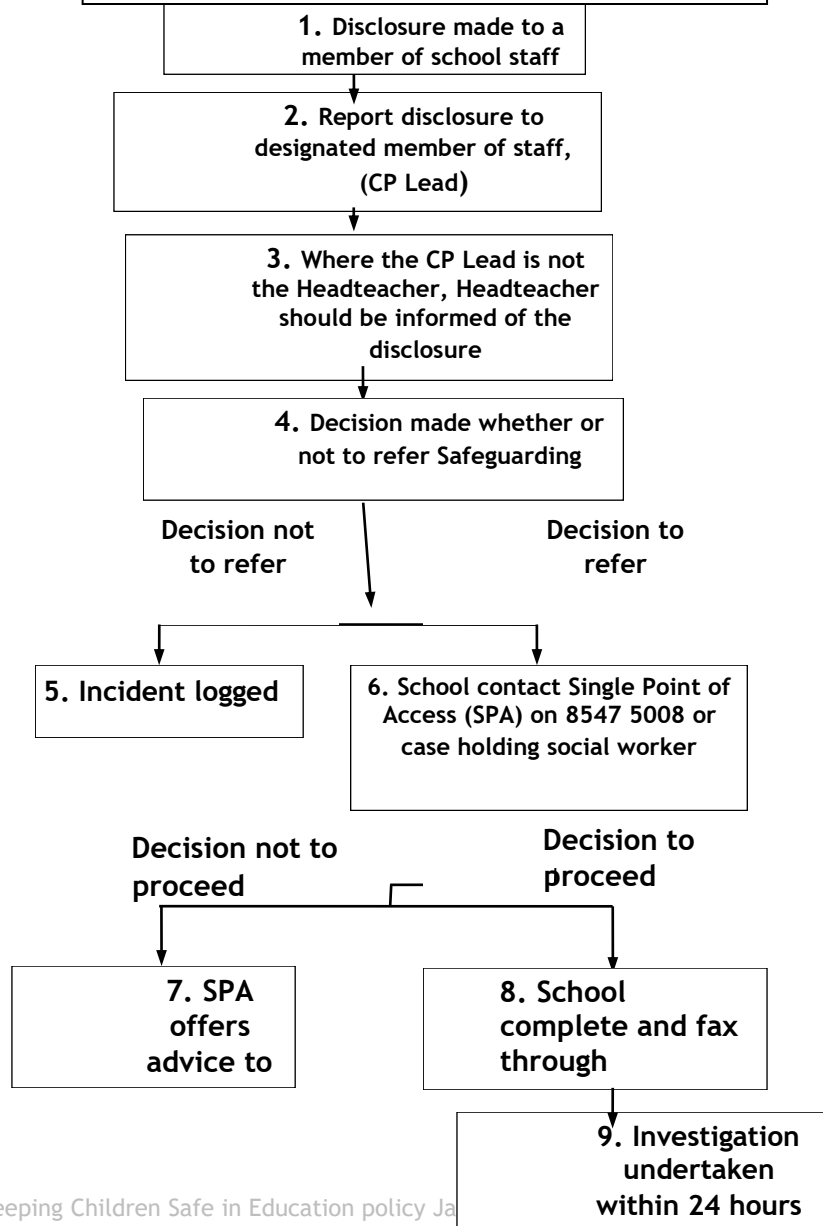 1. Disclosure made to a
member of school staff
2. Report disclosure to
designated member of staff,
(CP Lead)
3. Where the CP Lead is not
the Headteacher, Headteacher
should be informed of the
disclosure
4. Decision made whether or
not to refer Safeguarding
Decision not
to refer
Decision to
refer
5. Incident logged
6. School contact Single Point of
Access (SPA) on 8547 5008 or
case holding social worker
Decision not to
proceed
Decision to
proceed
7. SPA
offers
advice to
8. School
complete and fax
through
9. Investigation
undertaken
within 24 hours
eeping Children Safe in Education policy Ja